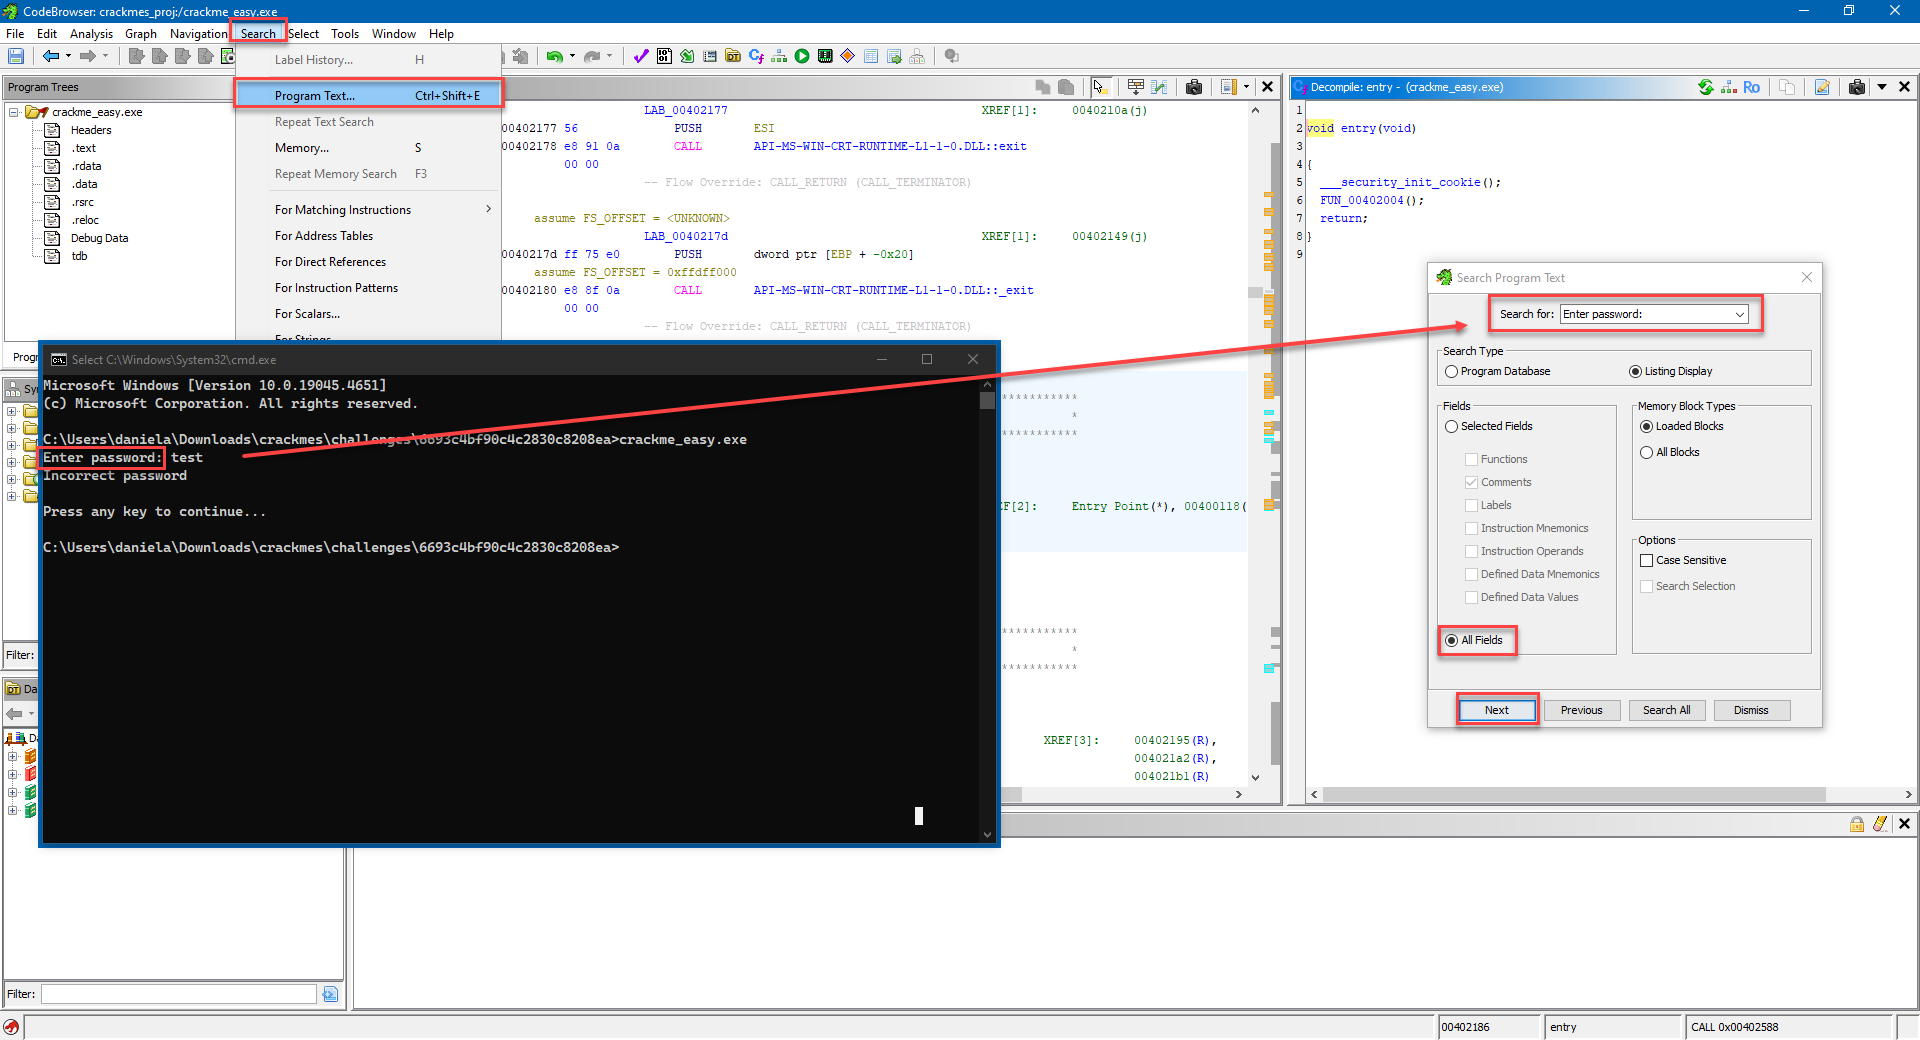 CodeBrowser: crackmes_proj:/crackme_easy.exe
File Edit Analysis Graph Navigation Search Select Tools Window Help
Label History... H
Program Text... Ctrl+Shift+E
Repeat Text Search
Memory... S
Repeat Memory Search F3
For Matching Instructions
For Address Tables
For Direct References
For Instruction Patterns
For Scalars...
For Strings
Program Trees
crackme_easy.exe
Headers
.text
.rdata
.data
.rsrc
.reloc
Debug Data
tdb
LAB_00402177 XREF[1]: 0040210a(j)
00402177 56 PUSH ESI
00402178 e8 91 0a CALL API-MS-WIN-CRT-RUNTIME-L1-1-0.DLL::exit
00 00
-- Flow Override: CALL_RETURN (CALL_TERMINATOR)
assume FS_OFFSET = <UNKNOWN>
LAB_0040217d XREF[1]: 00402149(j)
0040217d ff 75 e0 PUSH dword ptr [EBP + -0x20]
assume FS_OFFSET = 0xffdff000
00402180 e8 8f 0a CALL API-MS-WIN-CRT-RUNTIME-L1-1-0.DLL::_exit
00 00
-- Flow Override: CALL_RETURN (CALL_TERMINATOR)
***********
*
***********
EF[2]: Entry Point(*), 00400118(
***********
*
***********
XREF[3]: 00402195(R),
004021a2(R),
004021b1(R)
Decompile: entry - (crackme_easy.exe)
Ro
1
2 void entry(void)
3
4 {
5 ___security_init_cookie();
6 FUN_00402004();
7 return;
8 }
9
Search Program Text
Search for: Enter password:
Search Type
Program Database Listing Display
Fields
Selected Fields
Functions
Comments
Labels
Instruction Mnemonics
Instruction Operands
Defined Data Mnemonics
Defined Data Values
All Fields
Memory Block Types
Loaded Blocks
All Blocks
Options
Case Sensitive
Search Selection
Next Previous Search All Dismiss
Select C:\Windows\System32\cmd.exe
Microsoft Windows [Version 10.0.19045.4651]
(c) Microsoft Corporation. All rights reserved.
C:\Users\daniela\Downloads\crackmes\challenges\6693c4bf90c4c2830c8208ea>crackme_easy.exe
Enter password: test
Incorrect password
Press any key to continue...
C:\Users\daniela\Downloads\crackmes\challenges\6693c4bf90c4c2830c8208ea>
Progr
Sy
Filter:
DT Da
Da
Filter:
00402186 entry CALL 0x00402588